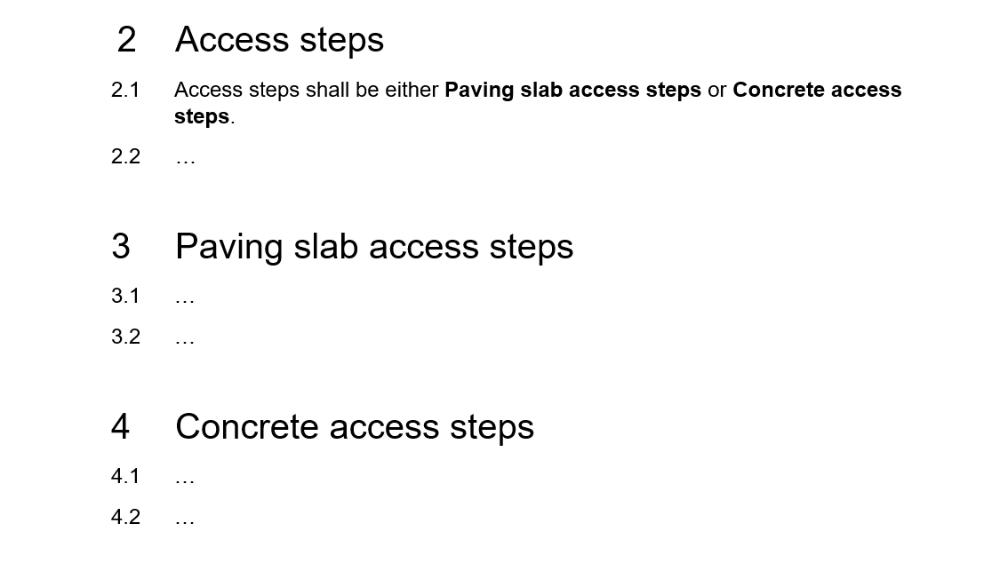 2 Access steps
2.1 Access steps shall be either Paving slab access steps or Concrete access
steps.
2.2 …
3 Paving slab access steps
3.1 …
3.2 …
4 Concrete access steps
4.1 …
4.2 …